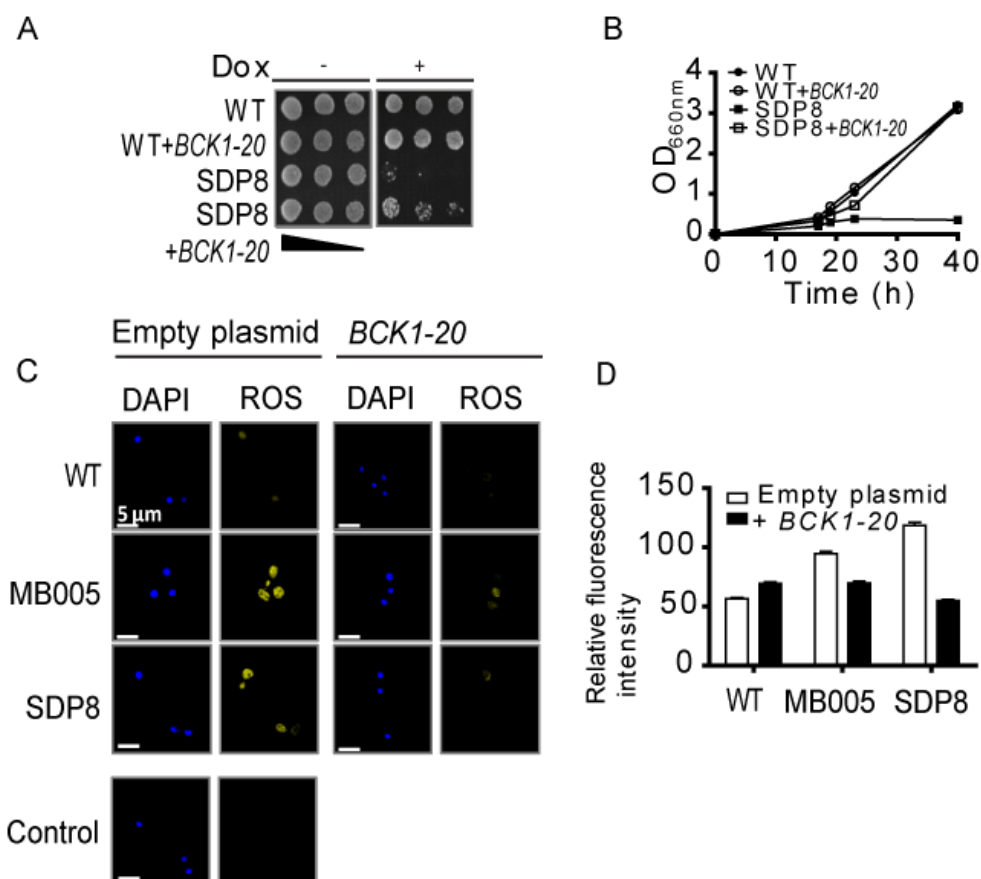 A
Dox - +
WT
WT+BCK1-20
SDP8
SDP8
+BCK1-20
B
OD660nm
4
3
2
1
0
WT
WT+BCK1-20
SDP8
SDP8+BCK1-20
0 10 20 30 40
Time (h)
C
Empty plasmid BCK1-20
DAPI ROS DAPI ROS
WT
5 µm
MB005
SDP8
Control
D
Relative fluorescence
intensity
150
100
50
0
Empty plasmid
+ BCK1-20
WT MB005 SDP8